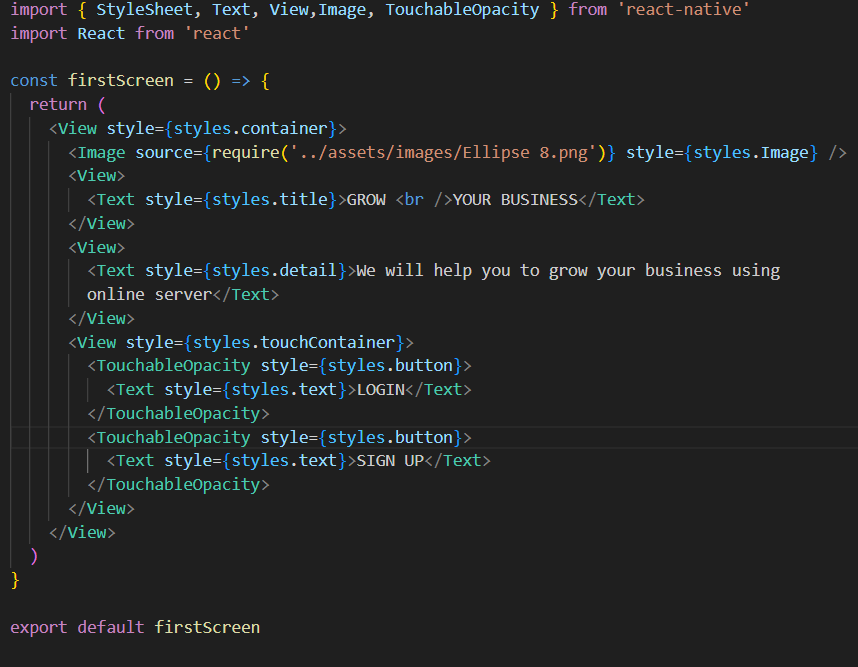 import { StyleSheet, Text, View,Image, TouchableOpacity } from 'react-native'
import React from 'react'

const firstScreen = () => {
  return (
    <View style={styles.container}>
      <Image source={require('../assets/images/Ellipse 8.png')} style={styles.Image} />
      <View>
        <Text style={styles.title}>GROW <br />YOUR BUSINESS</Text>
      </View>
      <View>
        <Text style={styles.detail}>We will help you to grow your business using
        online server</Text>
      </View>
      <View style={styles.touchContainer}>
        <TouchableOpacity style={styles.button}>
          <Text style={styles.text}>LOGIN</Text>
        </TouchableOpacity>
        <TouchableOpacity style={styles.button}>
          <Text style={styles.text}>SIGN UP</Text>
        </TouchableOpacity>
      </View>
    </View>
  )
}

export default firstScreen